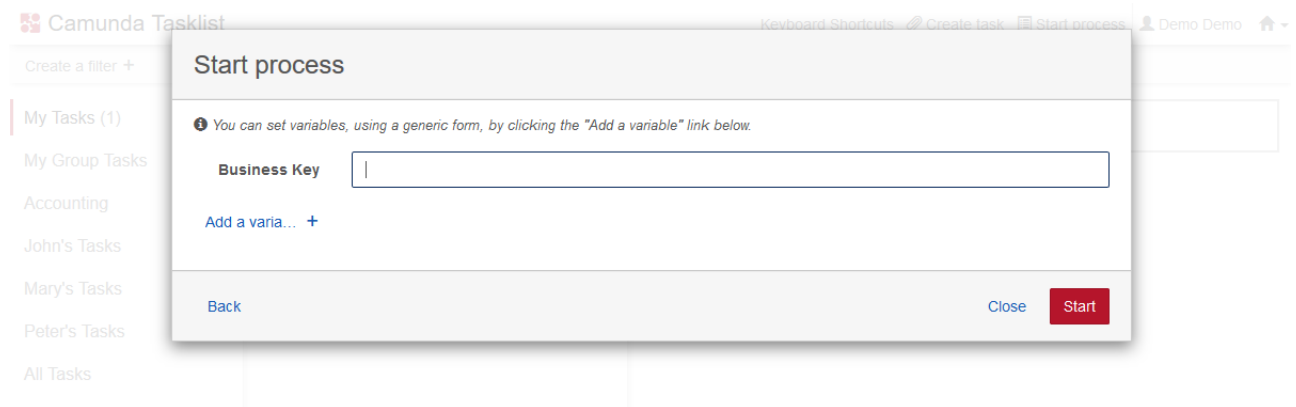 Camunda Tasklist
Keyboard Shortcuts Create task Start process Demo Demo
Create a filter +
Start process
My Tasks (1)
You can set variables, using a generic form, by clicking the "Add a variable" link below.
My Group Tasks
Business Key
Accounting
Add a varia... +
John's Tasks
Mary's Tasks
Back
Close
Start
Peter's Tasks
All Tasks